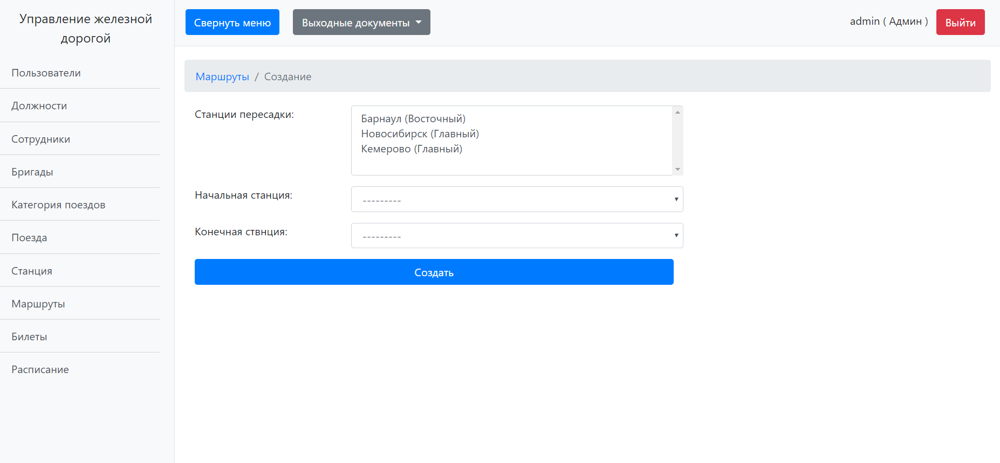 Управление железной
дорогой
Пользователи
Должности
Сотрудники
Бригады
Категория поездов
Поезда
Станция
Маршруты
Билеты
Расписание
Свернуть меню
Выходные документы
admin ( Админ )
Выйти
Маршруты / Создание
Станции пересадки:
Барнаул (Восточный)
Новосибирск (Главный)
Кемерово (Главный)
Начальная станция:
---------
Конечная ствнция:
---------
Создать